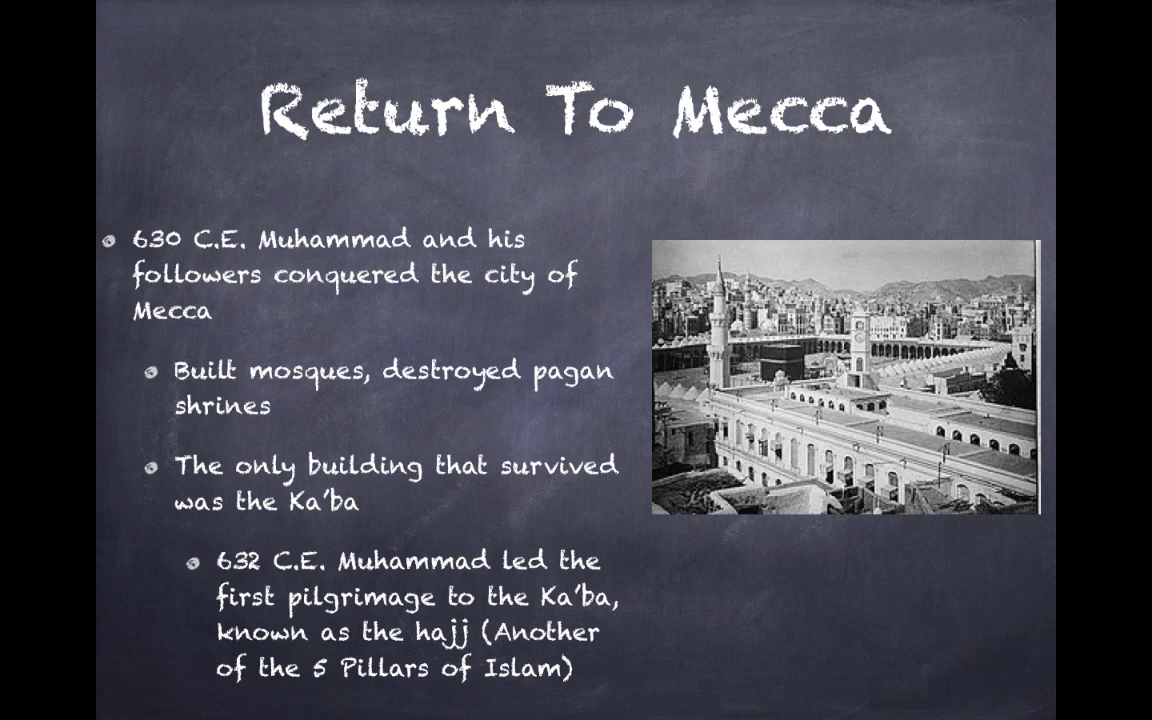 Return To Mecca
630 C.E. Muhammad and his
followers conquered the city of
Mecca
Built mosques, destroyed pagan
shrines
The only building that survived
was the Ka'ba
632 C.E. Muhammad led the
first pilgrimage to the Ka'ba,
known as the hajj (Another
of the 5 Pillars of Islam)